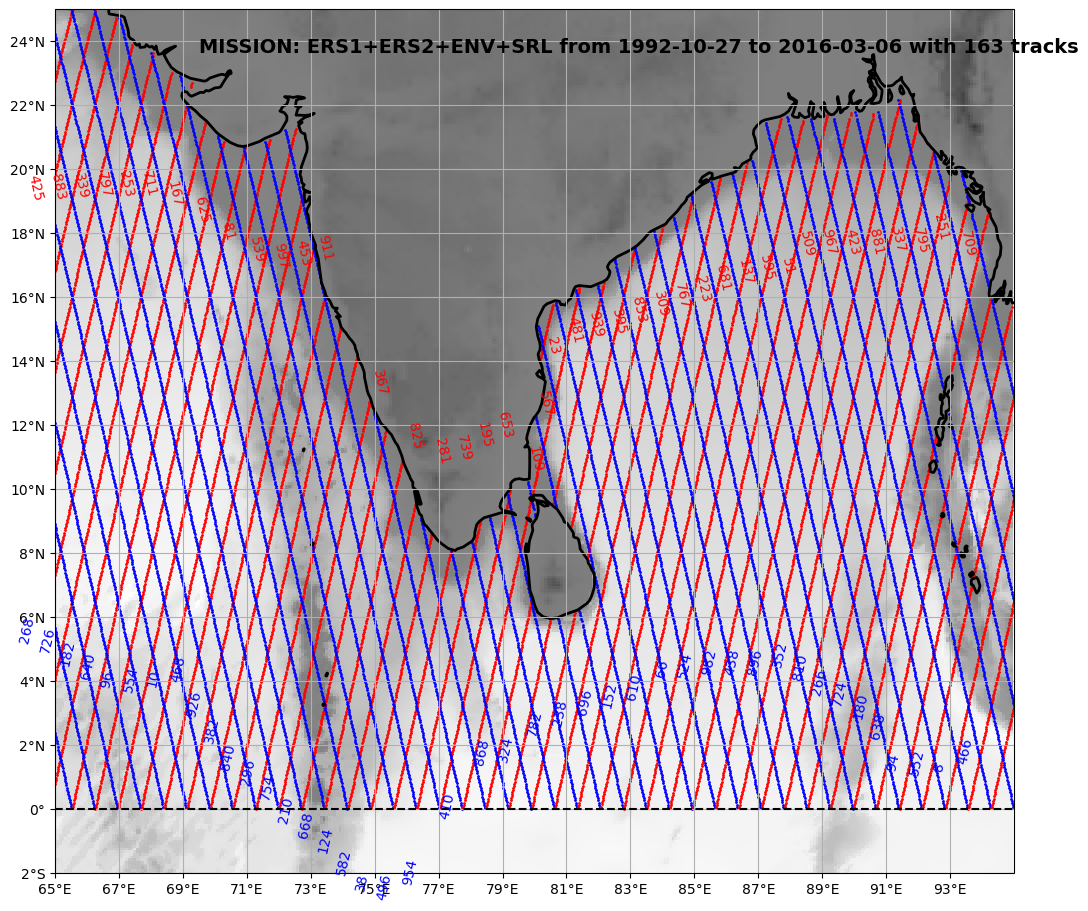 MISSION: ERS1+ERS2+ENV+SRL from 1992-10-27 to 2016-03-06 with 163 tracks
24°N
22°N
20°N
18°N
16°N
14°N
12°N
10°N
8°N
6°N
4°N
2°N
0°
2°S
65°E 67°E 69°E 71°E 73°E 75°E 77°E 79°E 81°E 83°E 85°E 87°E 89°E 91°E 93°E
425 883 339 797 253 711 167 625 81 539 997 453 911
367 825 281 739 195 653 109 567
23 481 939 395 853 309 767 223 681 137 595 51 509 967 423 881 337 795 251 709
268 726 182 640 96 554 10 468 926 382 840 296 754 210 668 124 582 38 496 954 410
868 324 782 238 696 152 610 66 524 982 438 896 352 810 266 724 180 638 94 552 8 466